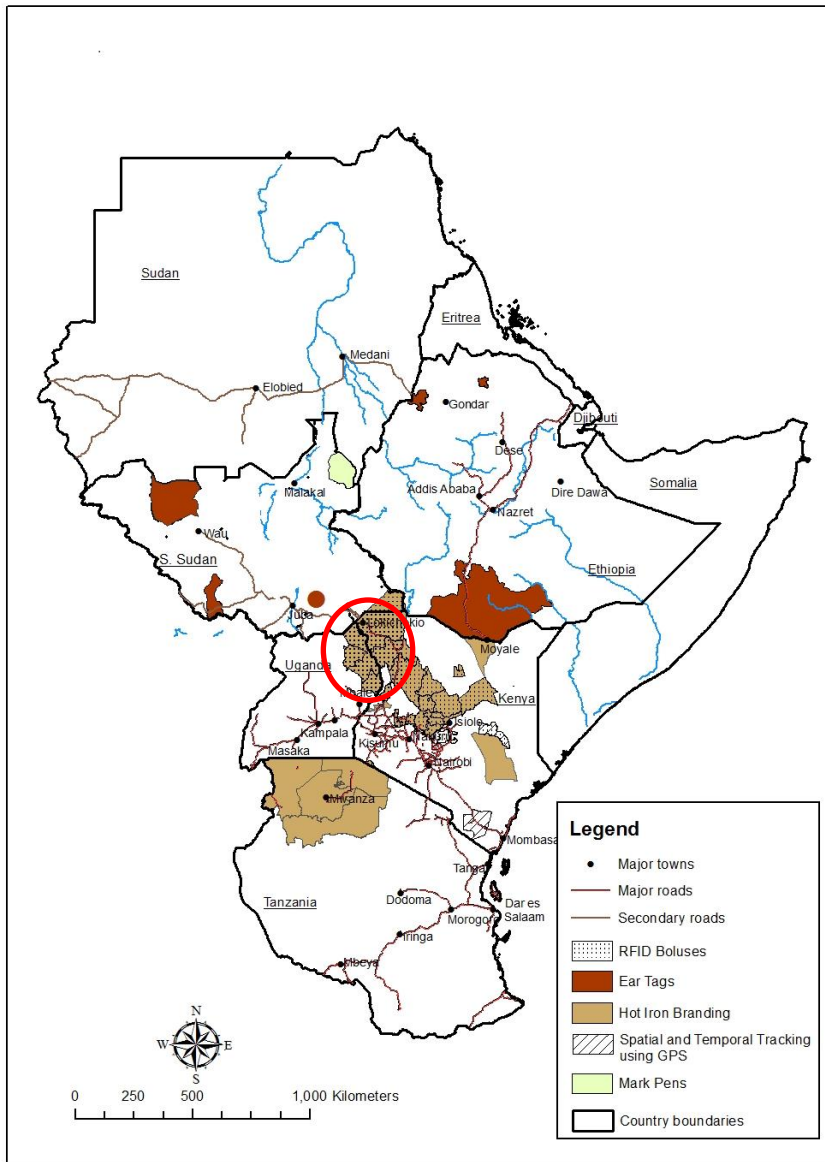 Sudan
Eritrea
Medani
Elobied
Gondar
Djibouti
Dese
Malakal
Addis Ababa
Dire Dawa
Somalia
Nazret
Wau
S. Sudan
Ethiopia
Juba
Moyale
Uganda
Kenya
Isiolo
Kampala
Kisumu
Masaka
Nairobi
Mwanza
Mombasa
Tanga
Tanzania
Dodoma
Morogoro
Dar es
Salaam
Iringa
Mbeya
Legend
Major towns
Major roads
Secondary roads
RFID Boluses
Ear Tags
Hot Iron Branding
Spatial and Temporal Tracking
using GPS
Mark Pens
Country boundaries
N
W
E
S
0 250 500 1,000 Kilometers